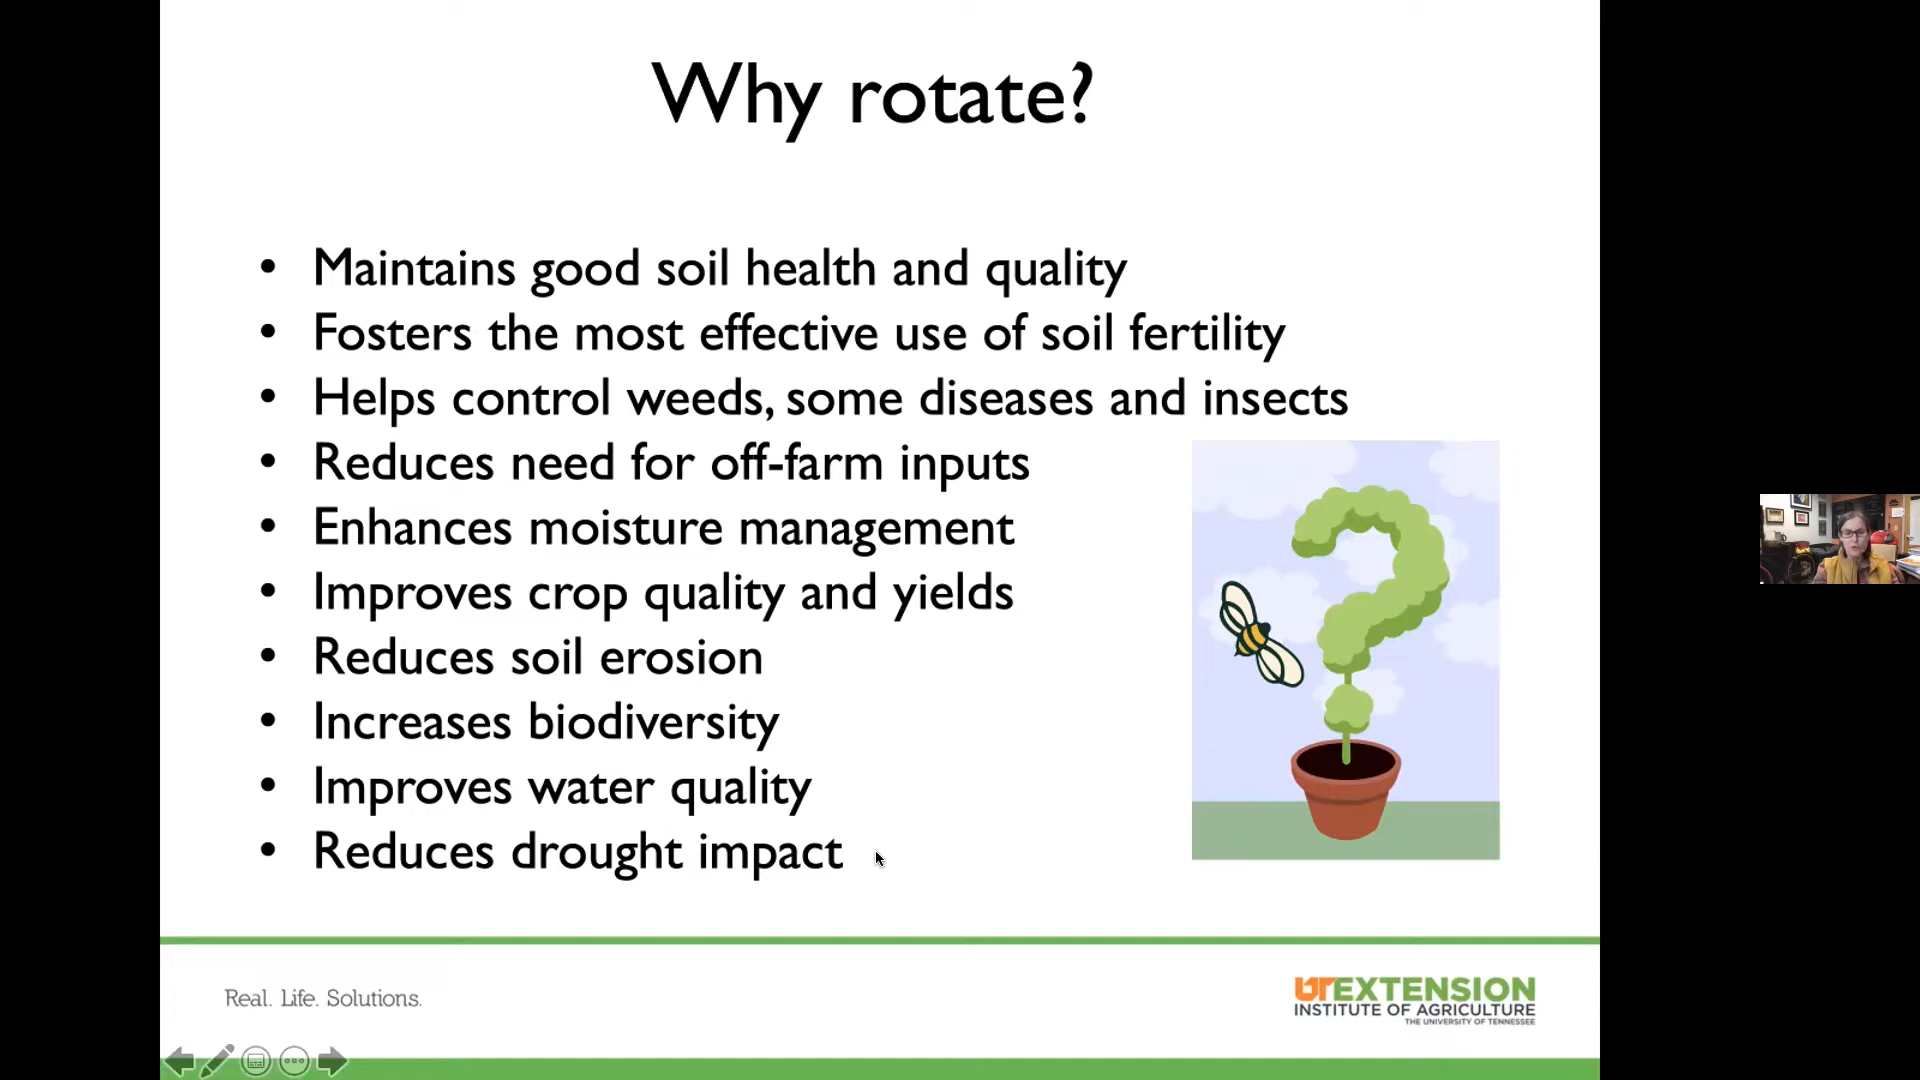 Why rotate?
• Maintains good soil health and quality
• Fosters the most effective use of soil fertility
• Helps control weeds, some diseases and insects
• Reduces need for off-farm inputs
• Enhances moisture management
• Improves crop quality and yields
• Reduces soil erosion
• Increases biodiversity
• Improves water quality
• Reduces drought impact
Real. Life. Solutions.
UTEXTENSION
INSTITUTE OF AGRICULTURE
THE UNIVERSITY OF TENNESSEE